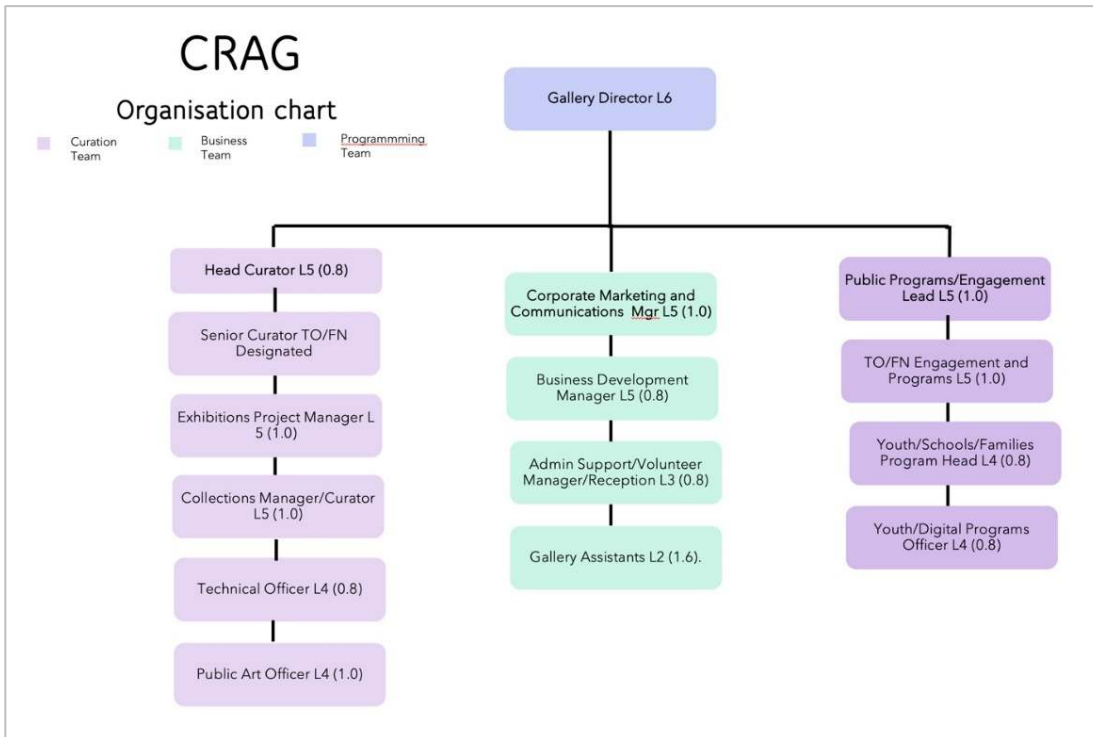 CRAG
Organisation chart
Curation
Team
Business
Team
Programmming
Team
Gallery Director L6
Head Curator L5 (0.8)
Senior Curator TO/FN
Designated
Exhibitions Project Manager L
5 (1.0)
Collections Manager/Curator
L5 (1.0)
Technical Officer L4 (0.8)
Public Art Officer L4 (1.0)
Corporate Marketing and
Communications Mgr L5 (1.0)
Business Development
Manager L5 (0.8)
Admin Support/Volunteer
Manager/Reception L3 (0.8)
Gallery Assistants L2 (1.6).
Public Programs/Engagement
Lead L5 (1.0)
TO/FN Engagement and
Programs L5 (1.0)
Youth/Schools/Families
Program Head L4 (0.8)
Youth/Digital Programs
Officer L4 (0.8)